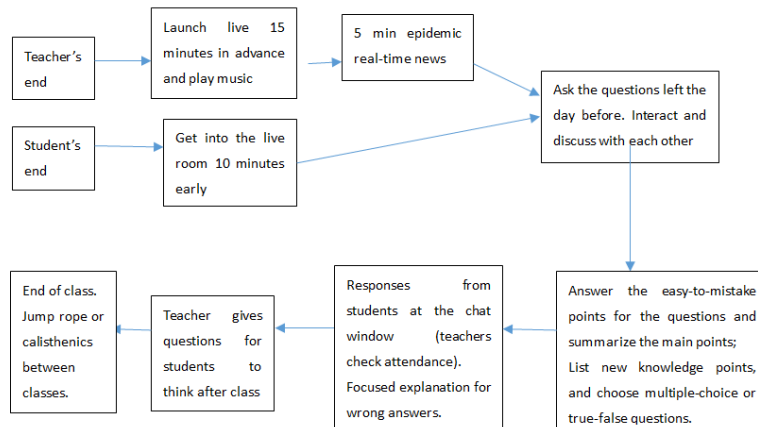 Teacher's
end
Launch live 15
minutes in advance
and play music
5 min epidemic
real-time news
Ask the questions left the
day before. Interact and
discuss with each other
Student's
end
Get into the live
room 10 minutes
early
Answer the easy-to-mistake
points for the questions and
summarize the main points;
List new knowledge points,
and choose multiple-choice or
true-false questions.
Responses from
students at the chat
window (teachers
check attendance).
Focused explanation for
wrong answers.
Teacher gives
questions for
students to
think after class
End of class.
Jump rope or
calisthenics
between
classes.